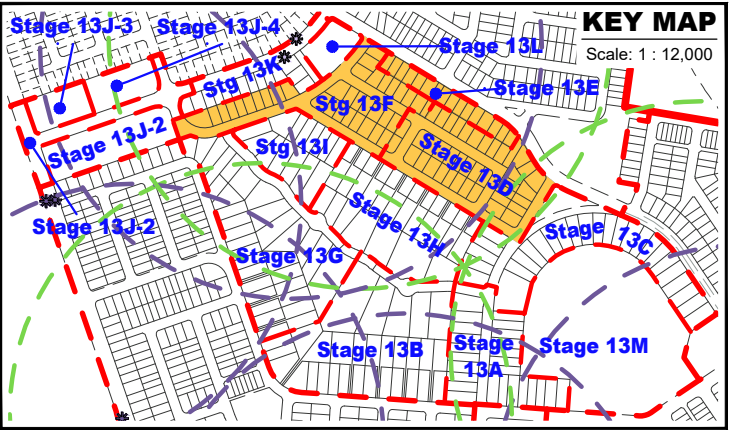 KEY MAP
Scale: 1 : 12,000
Stage 13J-3
Stage 13J-4
Stage 13L
Stg 13K
Stage 13E
Stg 13F
Stage 13J-2
Stg 13I
Stage 13D
Stage 13J-2
Stage 13H
Stage 13C
Stage 13G
Stage 13B
Stage
13A
Stage 13M